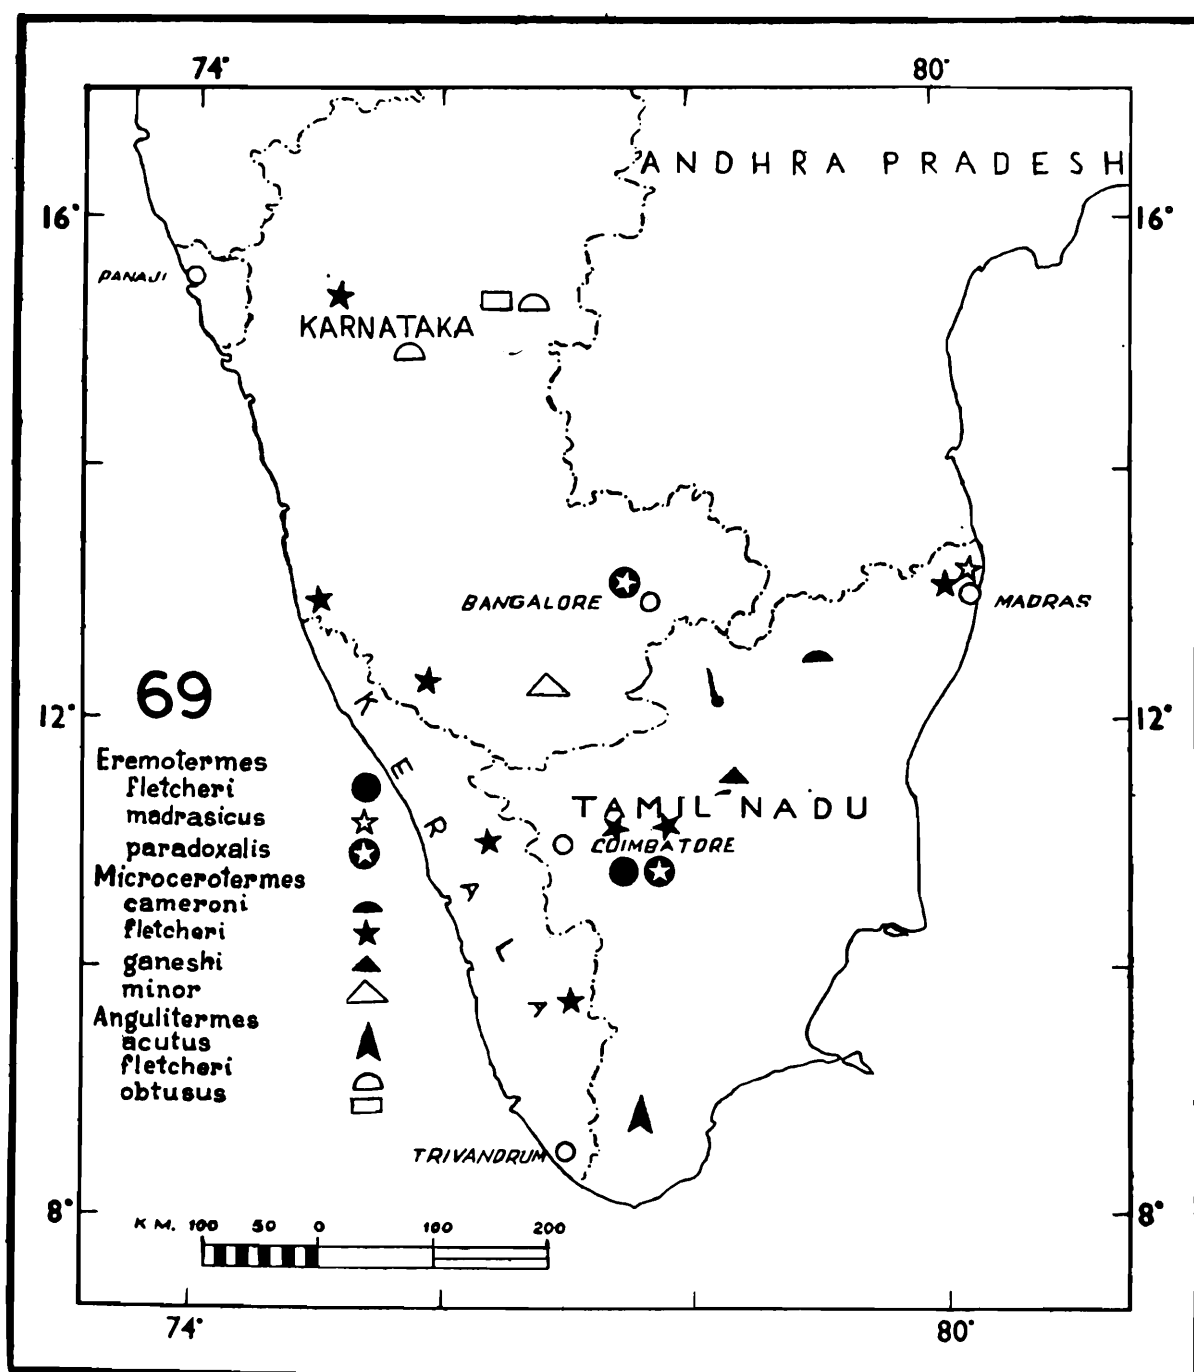 74° 80°
ANDHRA PRADESH
16° 16°
PANAJI
KARNATAKA
BANGALORE
MADRAS
69
12° 12°
KERALA
Eremotermes
fletcheri
madrasicus
paradoxalis
Microcerotermes
cameroni
fletcheri
ganeshi
minor
Angulitermes
acutus
fletcheri
obtusus
TAMIL NADU
COIMBATORE
TRIVANDRUM
8° 8°
KM. 100 50 0 100 200
74° 80°